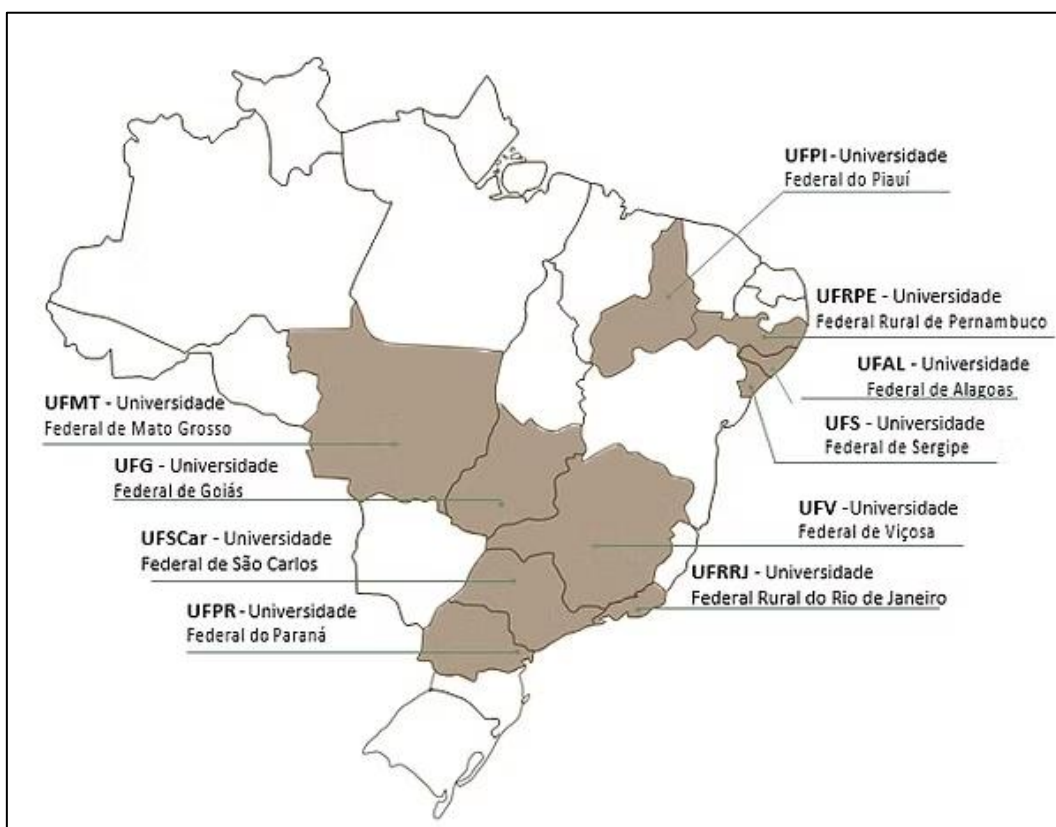 UFPI - Universidade
Federal do Piauí
UFRPE - Universidade
Federal Rural de Pernambuco
UFAL - Universidade
Federal de Alagoas
UFS - Universidade
Federal de Sergipe
UFMT - Universidade
Federal de Mato Grosso
UFG - Universidade
Federal de Goiás
UFV - Universidade
Federal de Viçosa
UFSCar - Universidade
Federal de São Carlos
UFRRJ - Universidade
Federal Rural do Rio de Janeiro
UFPR - Universidade
Federal do Paraná